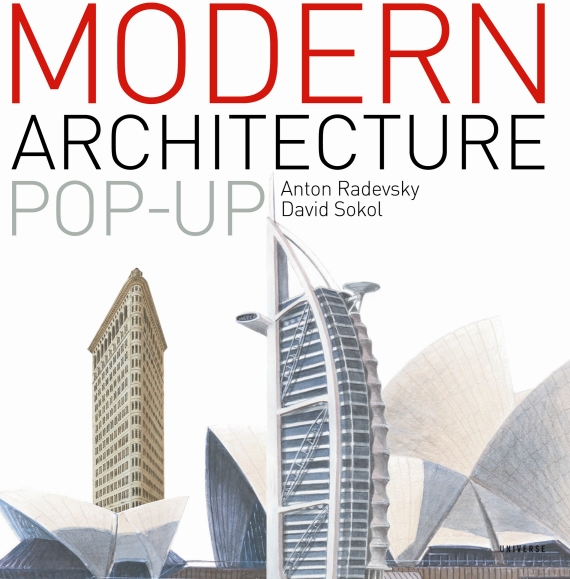 MODERN
ARCHITECTURE
POP-UP
Anton Radevsky
David Sokol
UNIVERSE